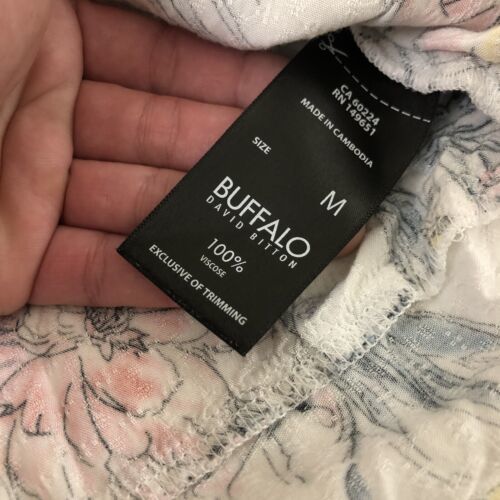 CA 60224
RN 149651
MADE IN CAMBODIA
SIZE
M
BUFFALO
DAVID BITTON
100%
VISCOSE
EXCLUSIVE OF TRIMMING